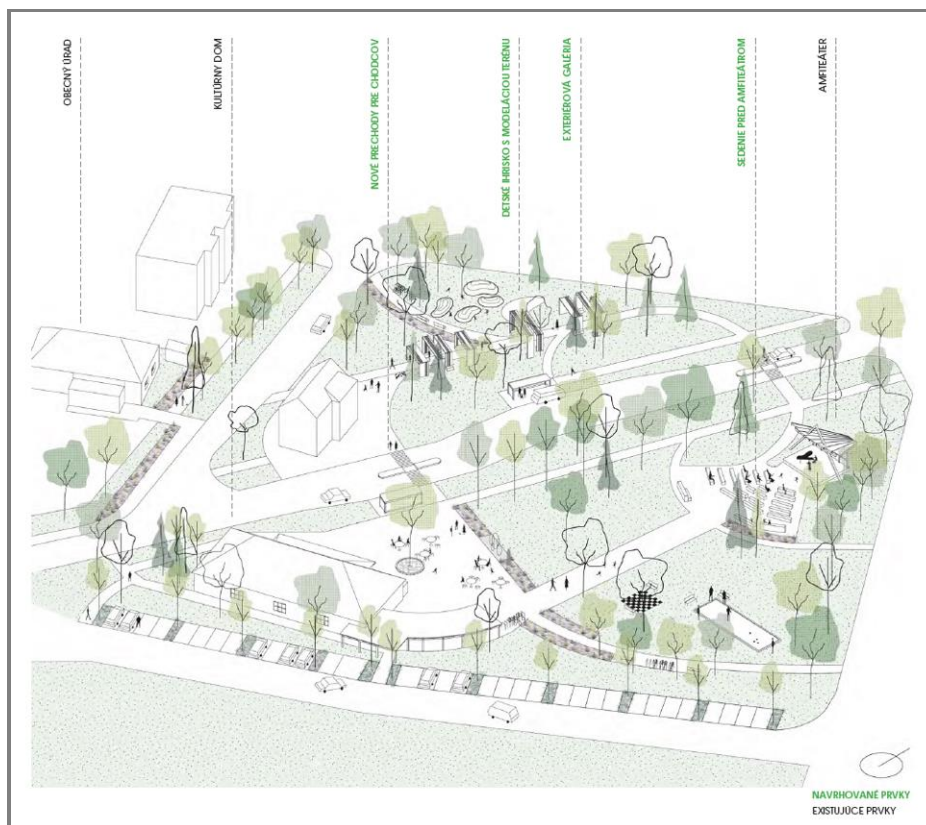 OBECNÝ ÚRAD
KULTÚRNY DOM
NOVÉ PRECHODY PRE CHODCOV
DETSKÉ IHRISKO S MODELÁCIOU TERÉNU
EXTERIÉROVÁ GALÉRIA
SEDENIE PRED AMFITEÁTROM
AMFITEÁTER
NAVRHOVANÉ PRVKY
EXISTUJÚCE PRVKY